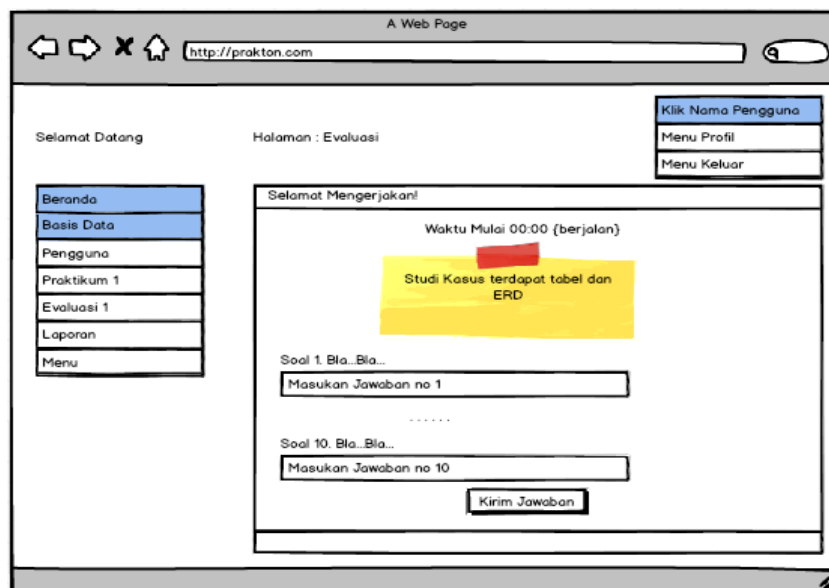 A Web Page
http://prakton.com
Klik Nama Pengguna
Menu Profil
Menu Keluar
Selamat Datang
Halaman : Evaluasi
Beranda
Basis Data
Pengguna
Praktikum 1
Evaluasi 1
Laporan
Menu
Selamat Mengerjakan!
Waktu Mulai 00:00 {berjalan}
Studi Kasus terdapat tabel dan
ERD
Soal 1. Bla...Bla...
Masukan Jawaban no 1
. . . . . .
Soal 10. Bla...Bla...
Masukan Jawaban no 10
Kirim Jawaban